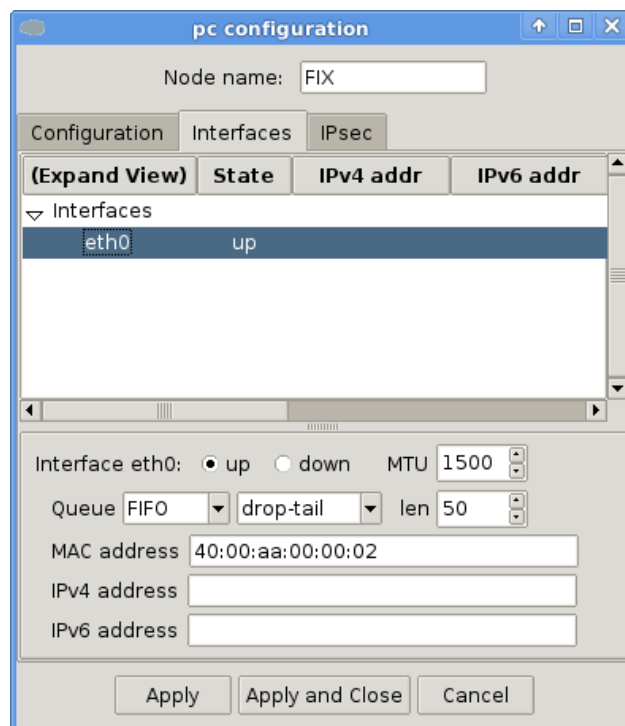 pc configuration
Node name: FIX
Configuration Interfaces IPsec
(Expand View) State IPv4 addr IPv6 addr
Interfaces
eth0 up
Interface eth0: up down MTU 1500
Queue FIFO drop-tail len 50
MAC address 40:00:aa:00:00:02
IPv4 address
IPv6 address
Apply Apply and Close Cancel